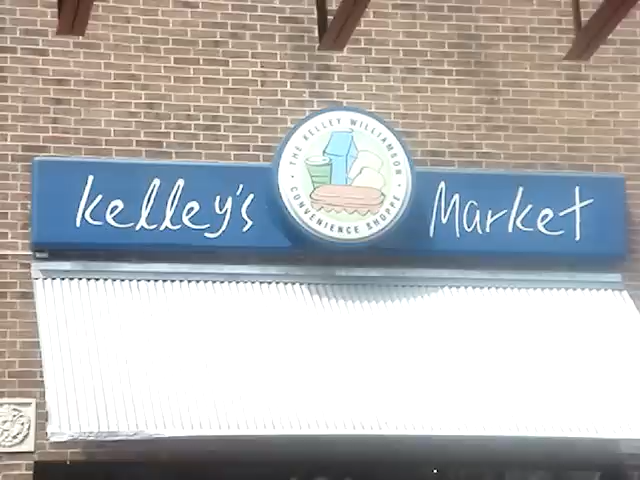 kelley's Market
THE KELLEY WILLIAMSON
CONVENIENCE SHOPPE